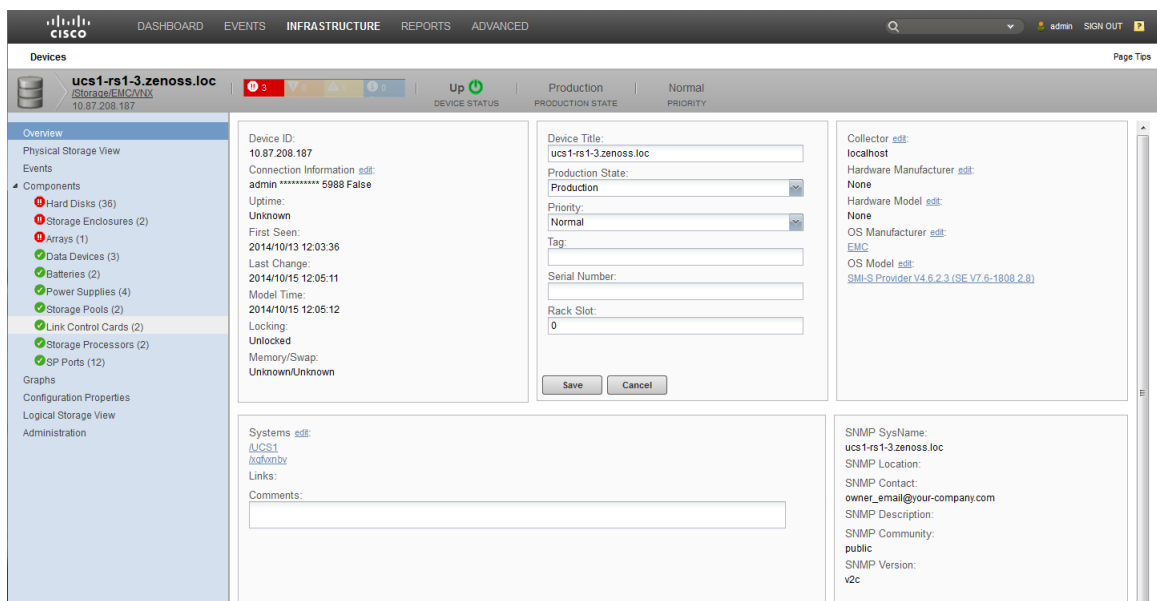 CISCO
DASHBOARD EVENTS INFRASTRUCTURE REPORTS ADVANCED
admin SIGN OUT ?
Devices
Page Tips
ucs1-rs1-3.zenoss.loc
/Storage/EMC/VNX
10.87.208.187
3
0
0
0
Up
DEVICE STATUS
Production
PRODUCTION STATE
Normal
PRIORITY
Overview
Physical Storage View
Events
Components
Hard Disks (36)
Storage Enclosures (2)
Arrays (1)
Data Devices (3)
Batteries (2)
Power Supplies (4)
Storage Pools (2)
Link Control Cards (2)
Storage Processors (2)
SP Ports (12)
Graphs
Configuration Properties
Logical Storage View
Administration
Device ID:
10.87.208.187
Connection Information edit:
admin ********** 5988 False
Uptime:
Unknown
First Seen:
2014/10/13 12:03:36
Last Change:
2014/10/15 12:05:11
Model Time:
2014/10/15 12:05:12
Locking:
Unlocked
Memory/Swap:
Unknown/Unknown
Device Title:
ucs1-rs1-3.zenoss.loc
Production State:
Production
Priority:
Normal
Tag:
Serial Number:
Rack Slot:
0
Save Cancel
Collector edit:
localhost
Hardware Manufacturer edit:
None
Hardware Model edit:
None
OS Manufacturer edit:
EMC
OS Model edit:
SMI-S Provider V4.6.2.3 (SE V7.6-1808 2.8)
Systems edit:
/UCS1
/xqfvxnbv
Links:
Comments:
SNMP SysName:
ucs1-rs1-3.zenoss.loc
SNMP Location:
SNMP Contact:
owner_email@your-company.com
SNMP Description:
SNMP Community:
public
SNMP Version:
v2c